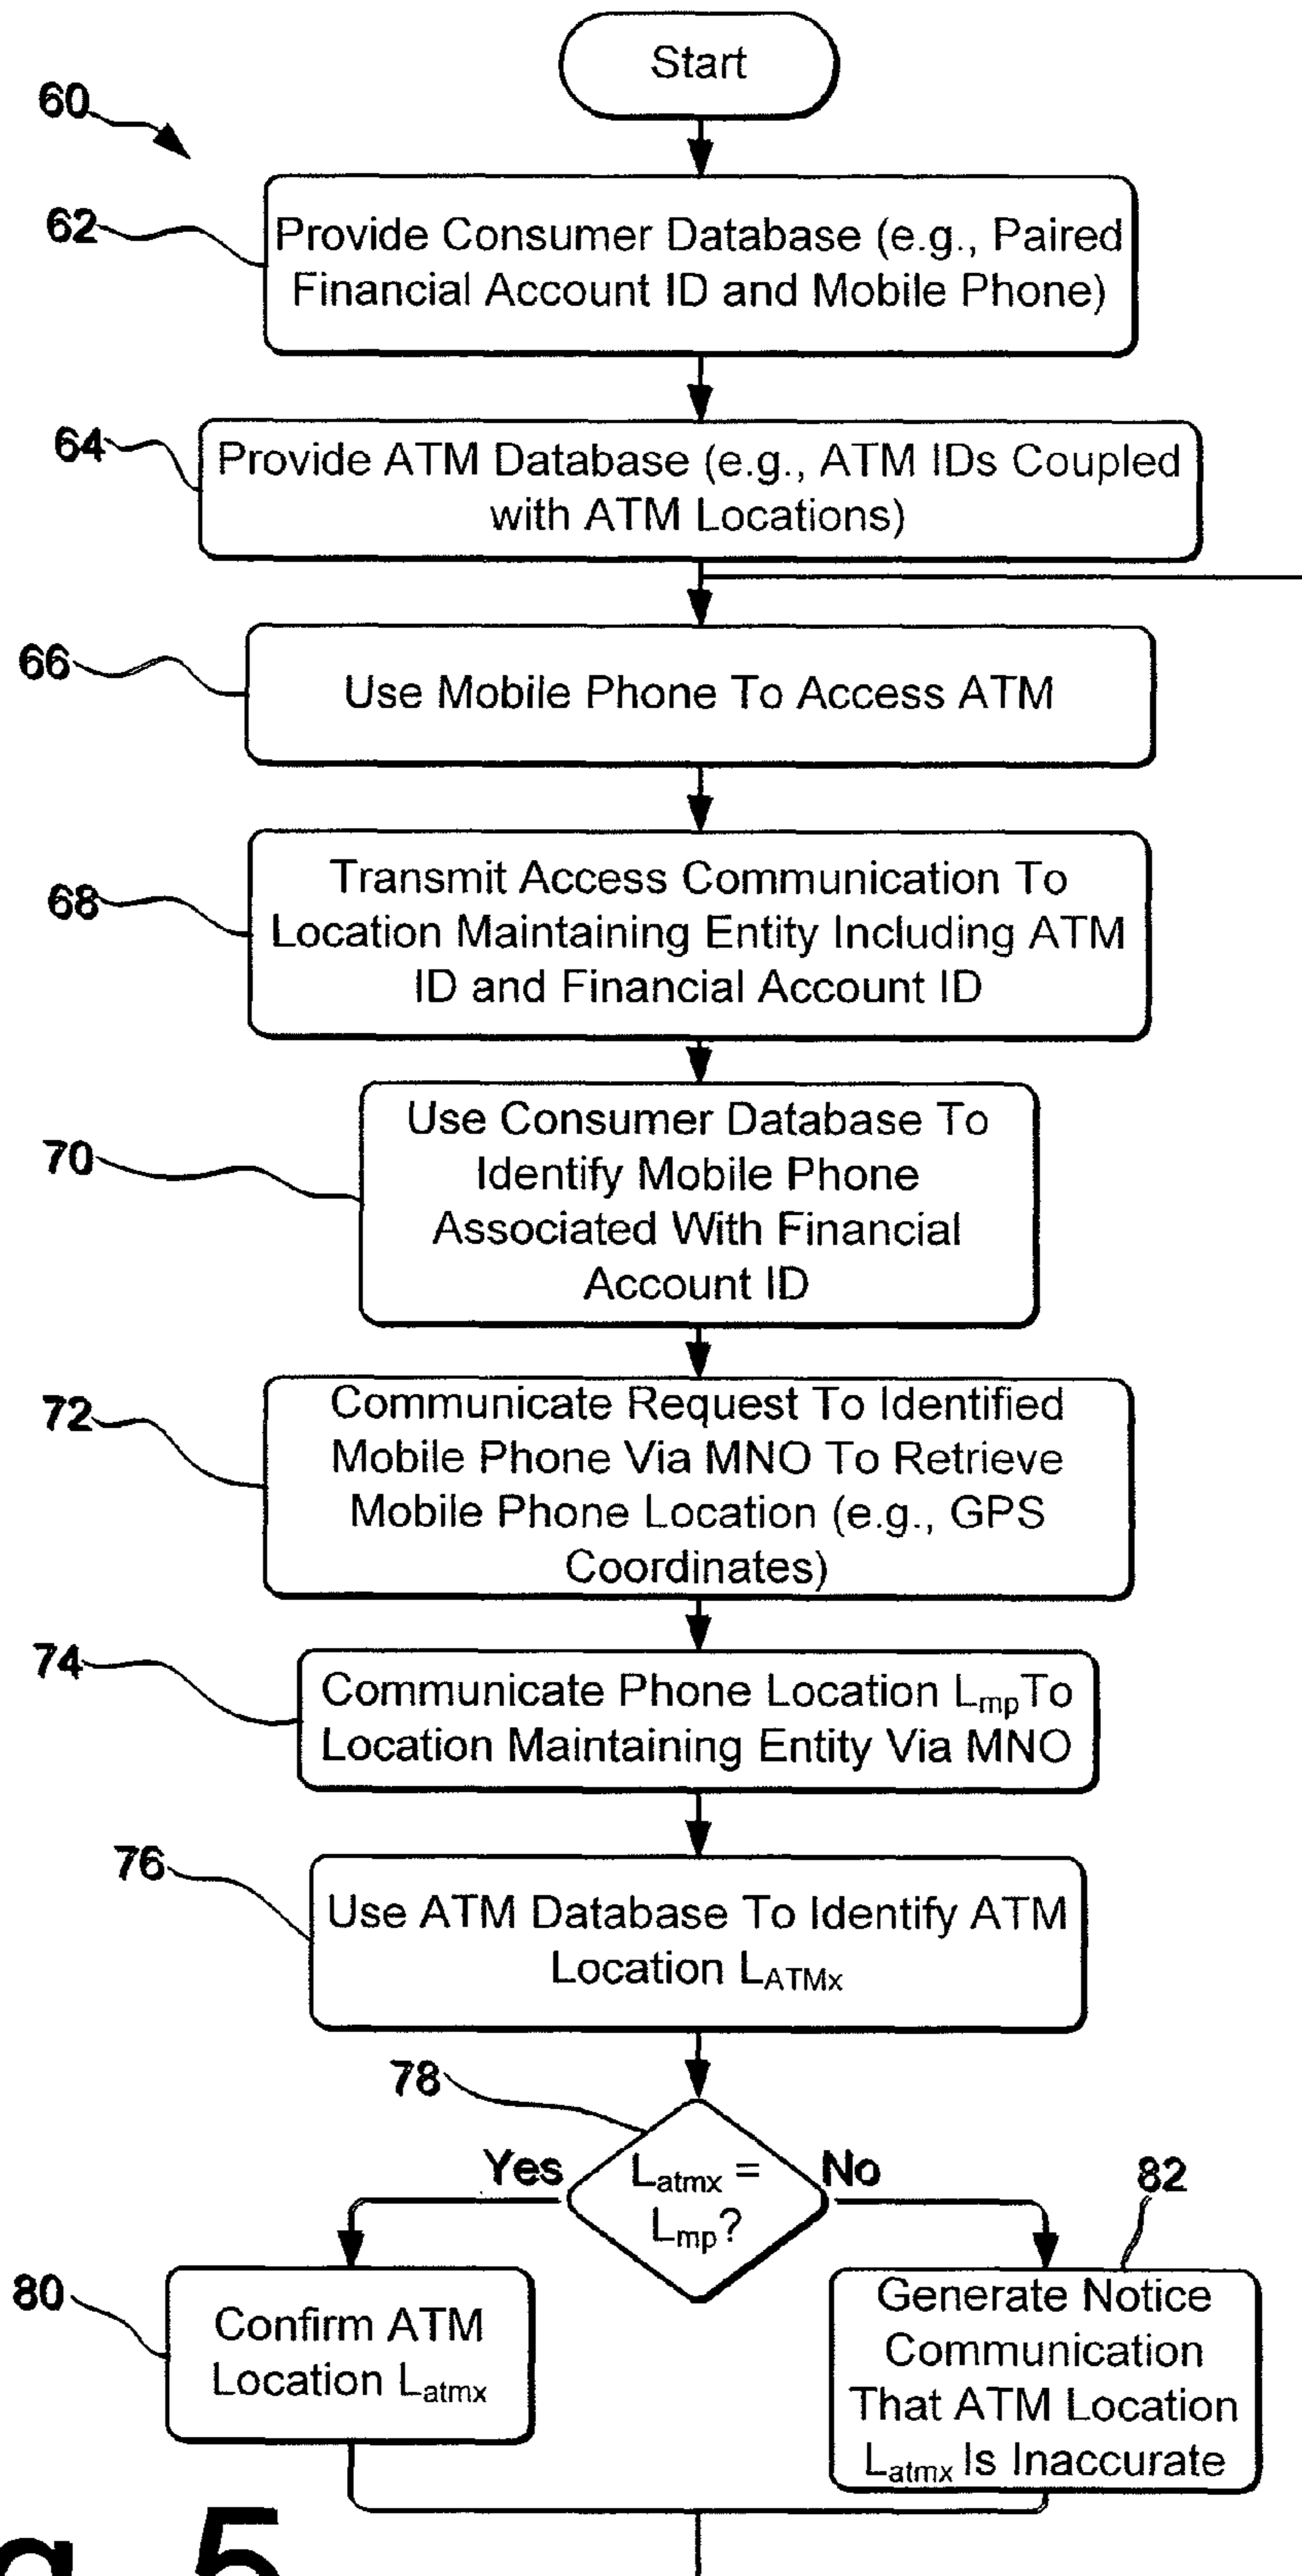 Start
60
62
Provide Consumer Database (e.g., Paired
Financial Account ID and Mobile Phone)
64
Provide ATM Database (e.g., ATM IDs Coupled
with ATM Locations)
66
Use Mobile Phone To Access ATM
68
Transmit Access Communication To
Location Maintaining Entity Including ATM
ID and Financial Account ID
70
Use Consumer Database To
Identify Mobile Phone
Associated With Financial
Account ID
72
Communicate Request To Identified
Mobile Phone Via MNO To Retrieve
Mobile Phone Location (e.g., GPS
Coordinates)
74
Communicate Phone Location Lmp To
Location Maintaining Entity Via MNO
76
Use ATM Database To Identify ATM
Location LATMx
78
Latmx =
Lmp?
Yes
No
80
Confirm ATM
Location Latmx
82
Generate Notice
Communication
That ATM Location
Latmx Is Inaccurate
g. 5